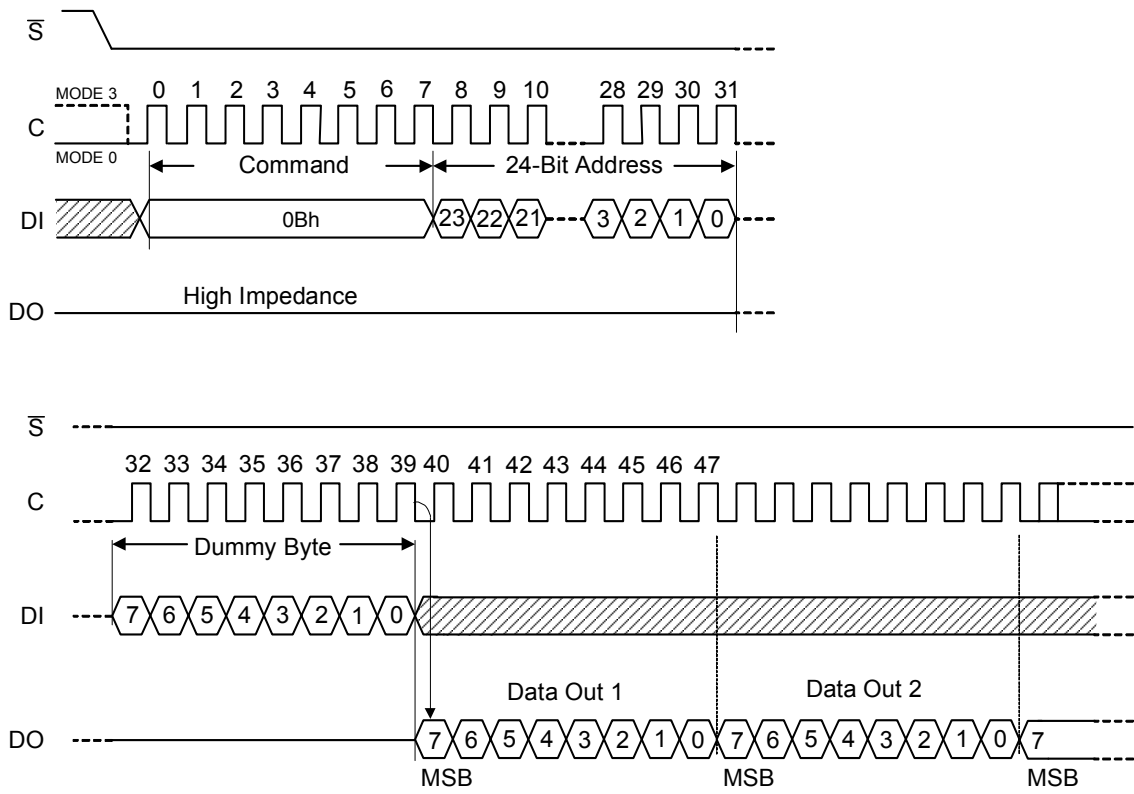 S̅
MODE 3 0 1 2 3 4 5 6 7 8 9 10 28 29 30 31
C
MODE 0
Command 24-Bit Address
DI 0Bh 23 22 21 3 2 1 0
High Impedance
DO
S̅
32 33 34 35 36 37 38 39 40 41 42 43 44 45 46 47
C
Dummy Byte
DI 7 6 5 4 3 2 1 0
Data Out 1 Data Out 2
DO 7 6 5 4 3 2 1 0 7 6 5 4 3 2 1 0 7
MSB MSB MSB